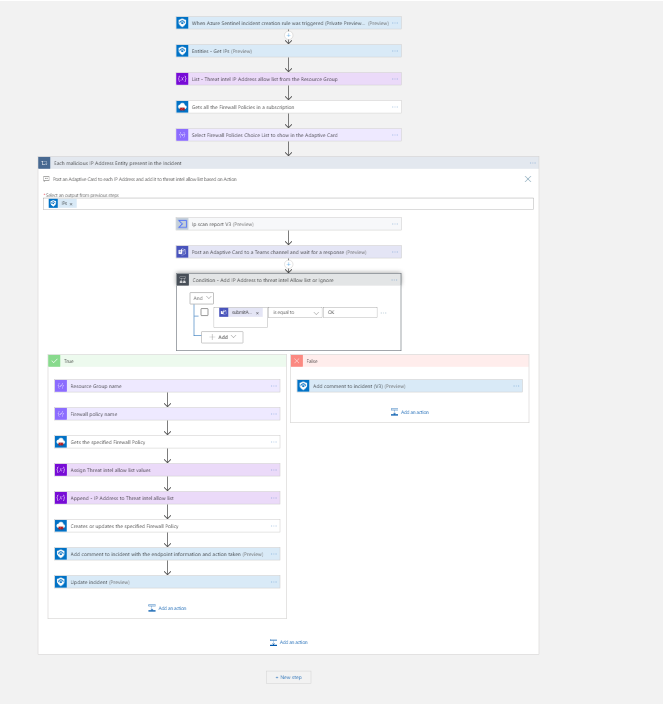 When Azure Sentinel incident creation rule was triggered (Private Preview... (Preview)
Entities - Get IPs (Preview)
List - Threat intel IP Address allow list from the Resource Group
Gets all the Firewall Policies in a subscription
Select Firewall Policies Choice List to show in the Adaptive Card
Each malicious IP Address Entity present in the incident
Post an Adaptive Card to each IP Address and add it to threat intel allow list based on Action
*Select an output from previous steps
IPs ×
Ip scan report V3 (Preview)
Post an Adaptive Card to a Teams channel and wait for a response (Preview)
Condition - Add IP Address to threat intel Allow list or ignore
And
submitA... × is equal to OK
+ Add
True
False
Resource Group name
Add comment to incident (V3) (Preview)
Firewall policy name
Add an action
Gets the specified Firewall Policy
Assign Threat intel allow list values
Append - IP Address to Threat intel allow list
Creates or updates the specified Firewall Policy
Add comment to incident with the endpoint information and action taken (Preview)
Update incident (Preview)
Add an action
Add an action
+ New step